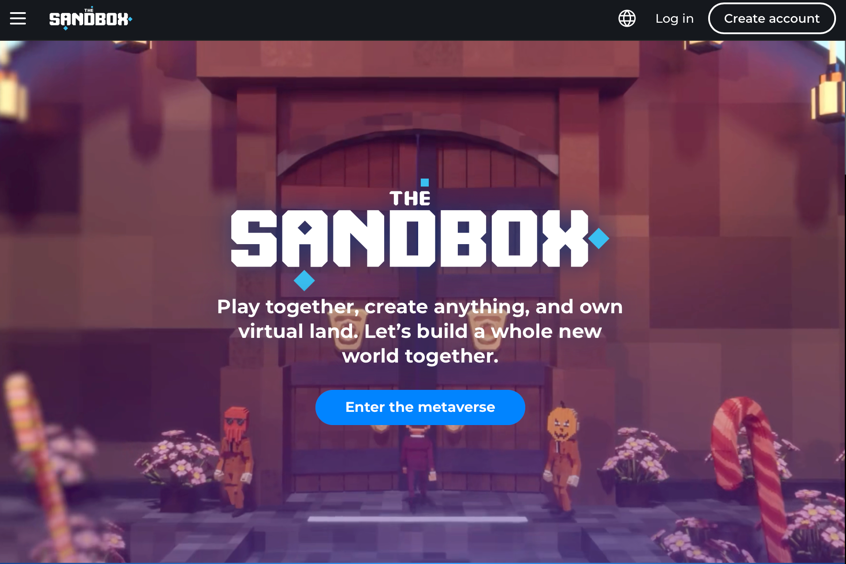 THE
SANDBOX
Log in
Create account
THE
SANDBOX
Play together, create anything, and own
virtual land. Let’s build a whole new
world together.
Enter the metaverse